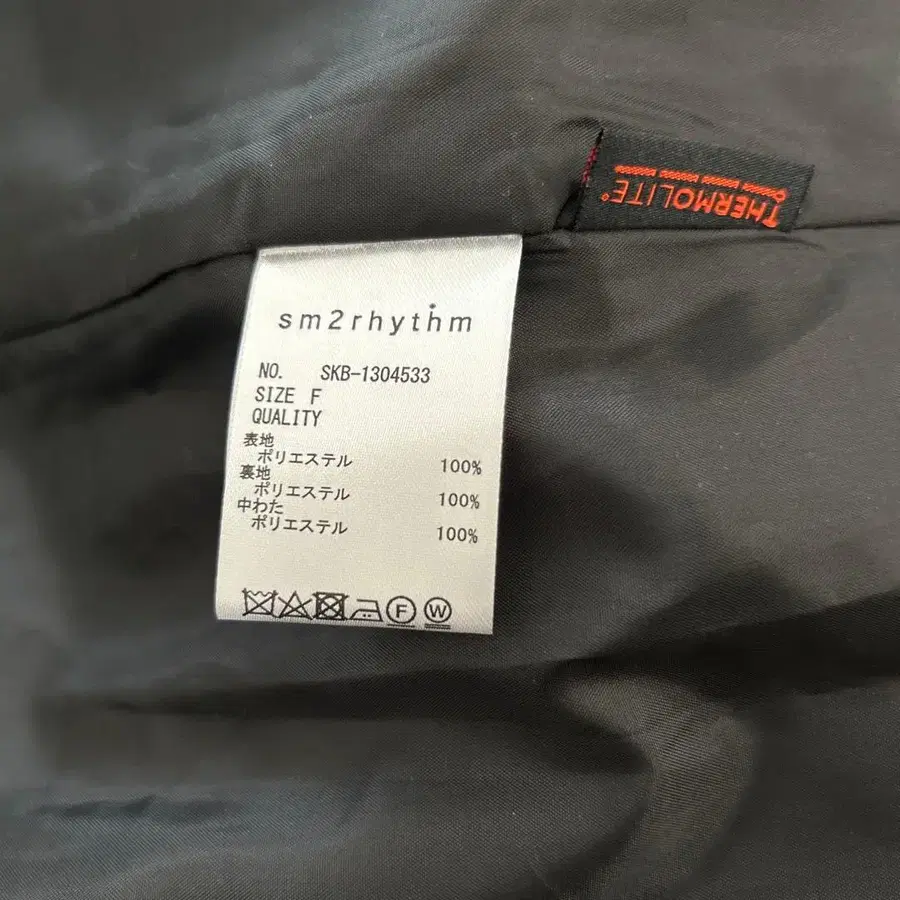 THERMOLITE®
sm2rhythm
NO. SKB-1304533
SIZE F
QUALITY
表地
ポリエステル 100%
裏地
ポリエステル 100%
中わた
ポリエステル 100%
F W